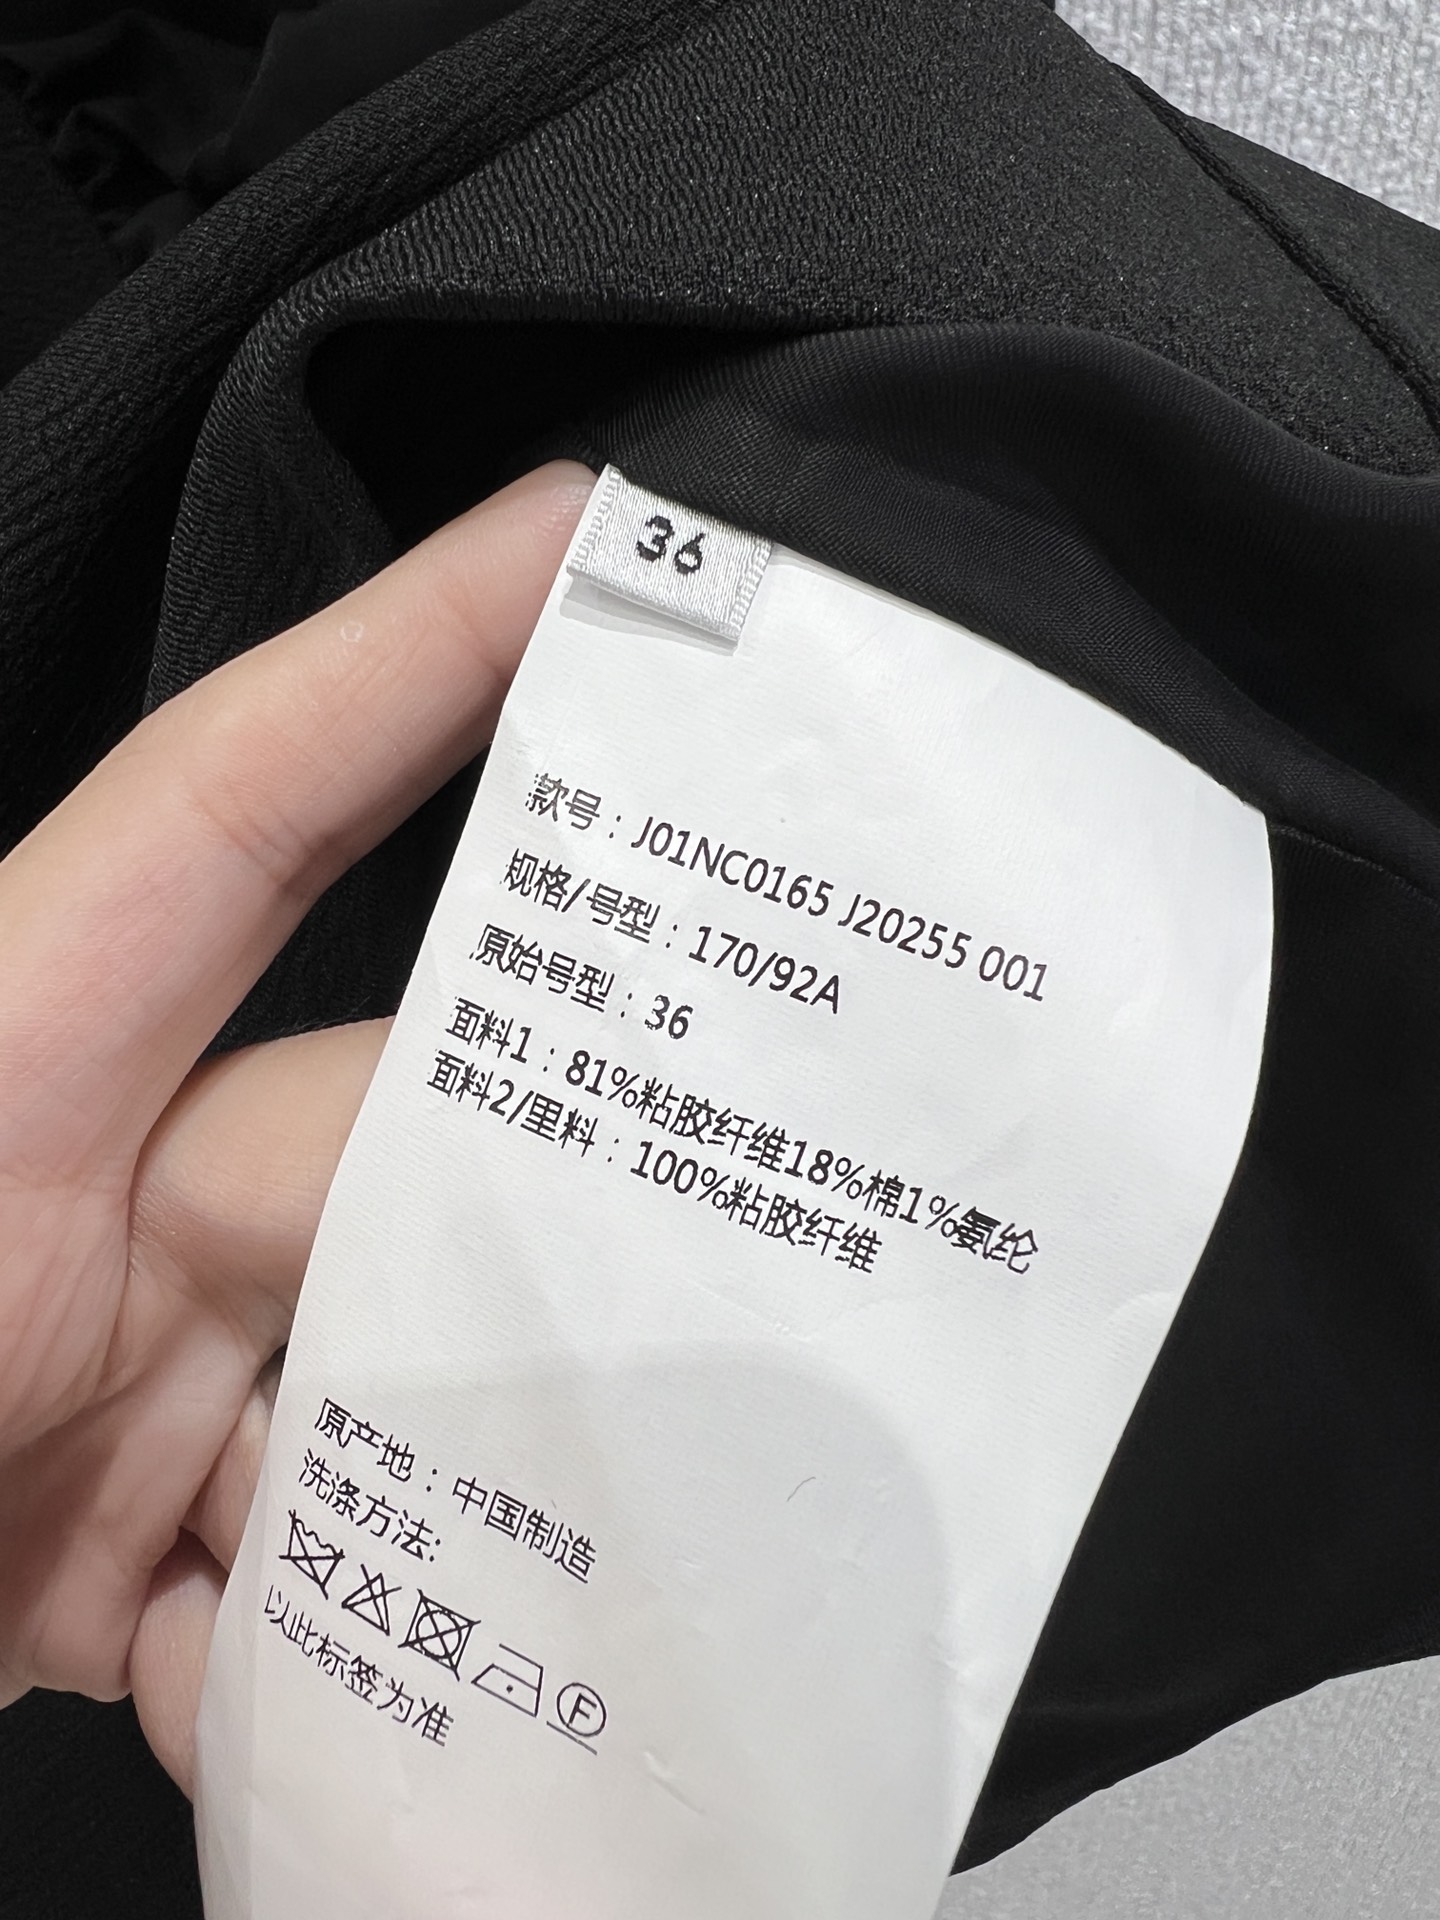 36
款号：J01NC0165 J20255 001
规格/号型：170/92A
原始号型：36
面料1：81%粘胶纤维18%棉1%氨纶
面料2/里料：100%粘胶纤维
原产地：中国制造
洗涤方法:
F
以此标签为准